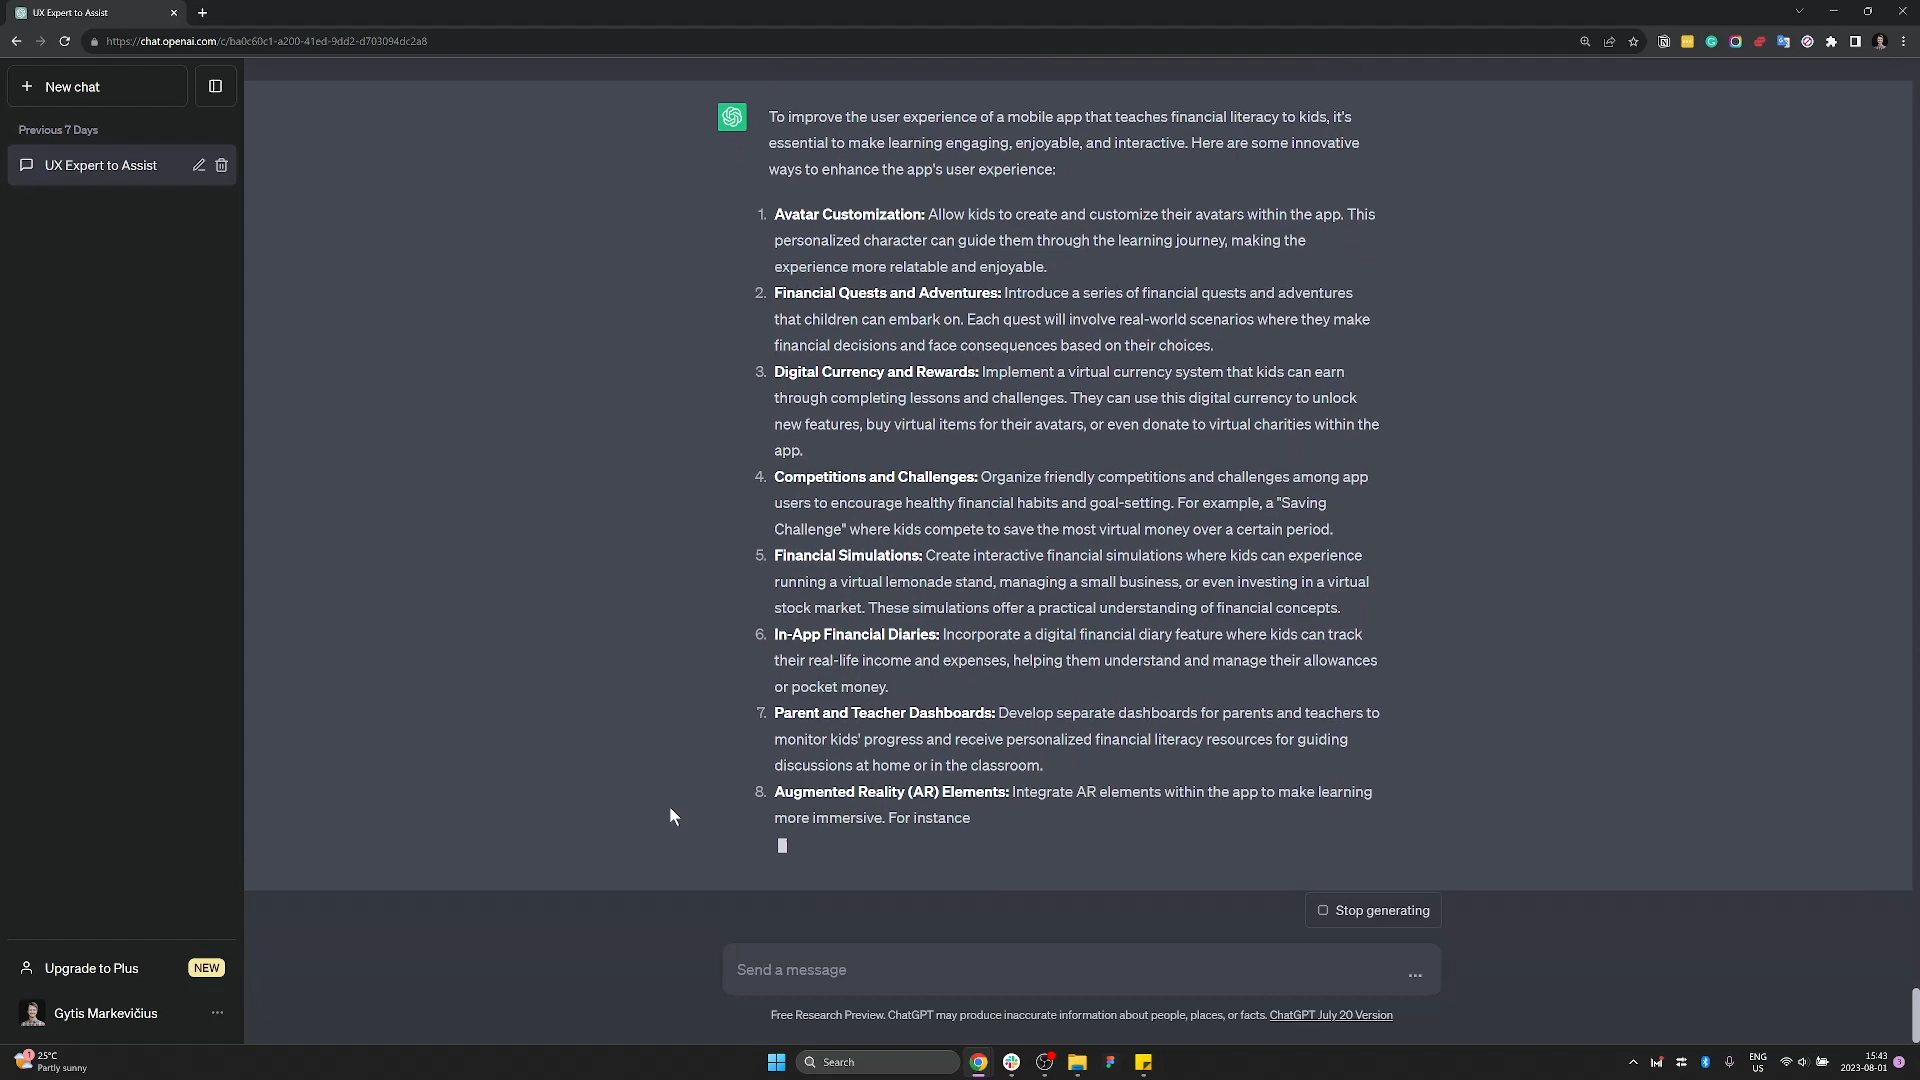 UX Expert to Assist
https://chat.openai.com/c/ba0c60c1-a200-41ed-9dd2-d703094dc2a8
New chat
Previous 7 Days
UX Expert to Assist
To improve the user experience of a mobile app that teaches financial literacy to kids, it's
essential to make learning engaging, enjoyable, and interactive. Here are some innovative
ways to enhance the app's user experience:
1. Avatar Customization: Allow kids to create and customize their avatars within the app. This
personalized character can guide them through the learning journey, making the
experience more relatable and enjoyable.
2. Financial Quests and Adventures: Introduce a series of financial quests and adventures
that children can embark on. Each quest will involve real-world scenarios where they make
financial decisions and face consequences based on their choices.
3. Digital Currency and Rewards: Implement a virtual currency system that kids can earn
through completing lessons and challenges. They can use this digital currency to unlock
new features, buy virtual items for their avatars, or even donate to virtual charities within the
app.
4. Competitions and Challenges: Organize friendly competitions and challenges among app
users to encourage healthy financial habits and goal-setting. For example, a "Saving
Challenge" where kids compete to save the most virtual money over a certain period.
5. Financial Simulations: Create interactive financial simulations where kids can experience
running a virtual lemonade stand, managing a small business, or even investing in a virtual
stock market. These simulations offer a practical understanding of financial concepts.
6. In-App Financial Diaries: Incorporate a digital financial diary feature where kids can track
their real-life income and expenses, helping them understand and manage their allowances
or pocket money.
7. Parent and Teacher Dashboards: Develop separate dashboards for parents and teachers to
monitor kids' progress and receive personalized financial literacy resources for guiding
discussions at home or in the classroom.
8. Augmented Reality (AR) Elements: Integrate AR elements within the app to make learning
more immersive. For instance
Stop generating
Send a message
Free Research Preview. ChatGPT may produce inaccurate information about people, places, or facts. ChatGPT July 20 Version
Upgrade to Plus
NEW
Gytis Markevičius
1
25°C
Partly sunny
Search
ENG
US
15:43
2023-08-01
3